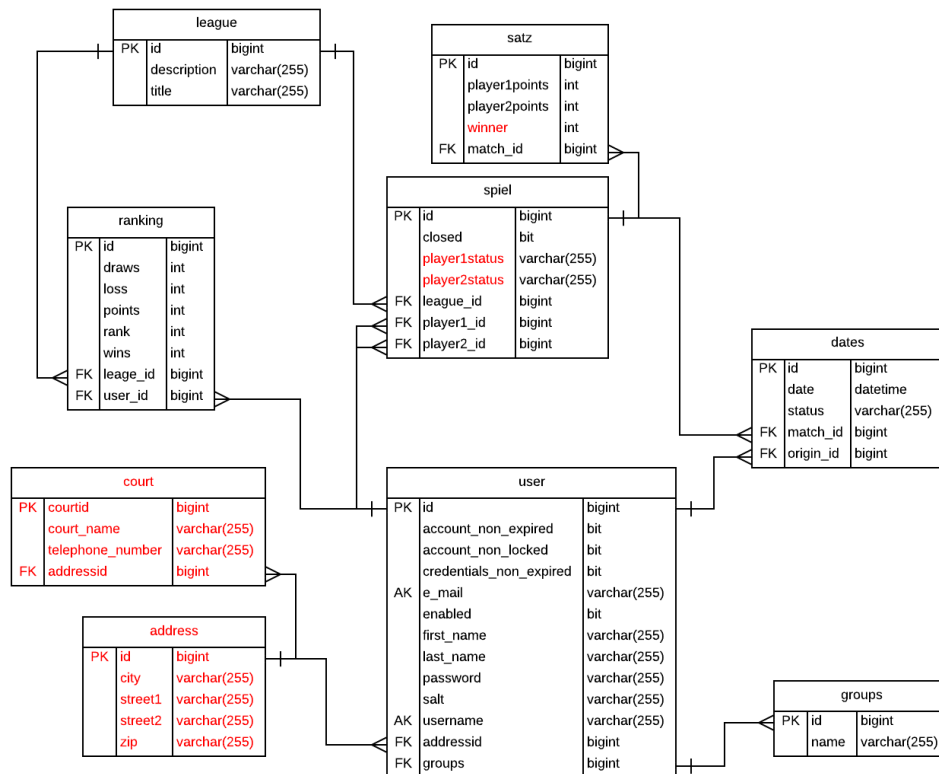 league
PK id bigint
description varchar(255)
title varchar(255)
satz
PK id bigint
player1points int
player2points int
winner int
FK match_id bigint
spiel
PK id bigint
closed bit
player1status varchar(255)
player2status varchar(255)
FK league_id bigint
FK player1_id bigint
FK player2_id bigint
ranking
PK id bigint
draws int
loss int
points int
rank int
wins int
FK leage_id bigint
FK user_id bigint
dates
PK id bigint
date datetime
status varchar(255)
FK match_id bigint
FK origin_id bigint
court
PK courtid bigint
court_name varchar(255)
telephone_number varchar(255)
FK addressid bigint
user
PK id bigint
account_non_expired bit
account_non_locked bit
credentials_non_expired bit
AK e_mail varchar(255)
enabled bit
first_name varchar(255)
last_name varchar(255)
password varchar(255)
salt varchar(255)
AK username varchar(255)
FK addressid bigint
FK groups bigint
address
PK id bigint
city varchar(255)
street1 varchar(255)
street2 varchar(255)
zip varchar(255)
groups
PK id bigint
name varchar(255)